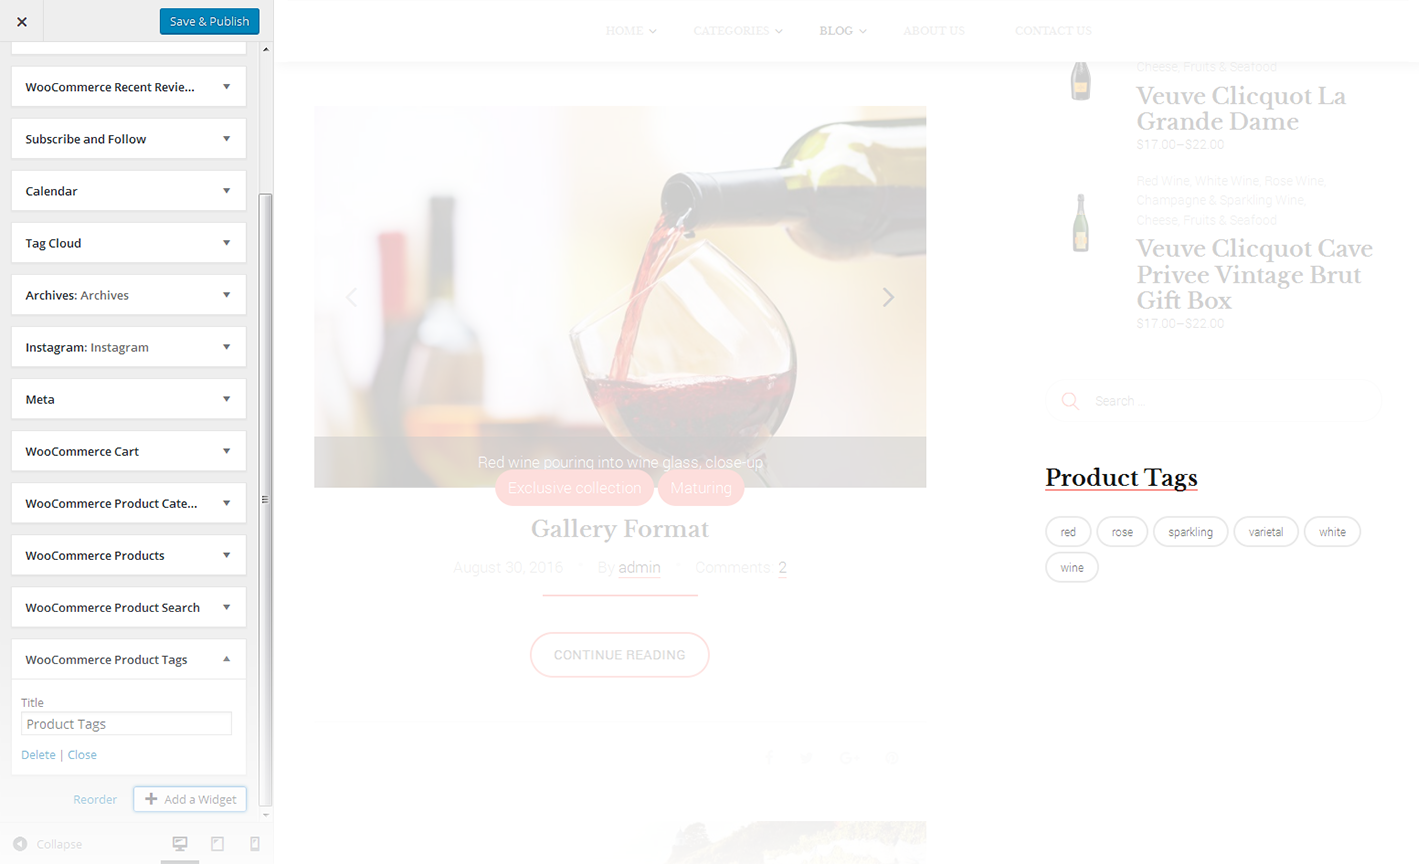 Save & Publish
WooCommerce Recent Revie...
Subscribe and Follow
Calendar
Tag Cloud
Archives: Archives
Instagram: Instagram
Meta
WooCommerce Cart
WooCommerce Product Cate...
WooCommerce Products
WooCommerce Product Search
WooCommerce Product Tags
Title
Product Tags
Delete | Close
Reorder
Add a Widget
Collapse
HOME
CATEGORIES
BLOG
ABOUT US
CONTACT US
Red wine pouring into wine glass, close-up
Exclusive collection
Maturing
Gallery Format
August 30, 2016
By admin
Comments: 2
CONTINUE READING
Cheese, Fruits & Seafood
Veuve Clicquot La
Grande Dame
$17.00–$22.00
Red Wine, White Wine, Rose Wine,
Champagne & Sparkling Wine,
Cheese, Fruits & Seafood
Veuve Clicquot Cave
Privee Vintage Brut
Gift Box
$17.00–$22.00
Search...
Product Tags
red
rose
sparkling
varietal
white
wine